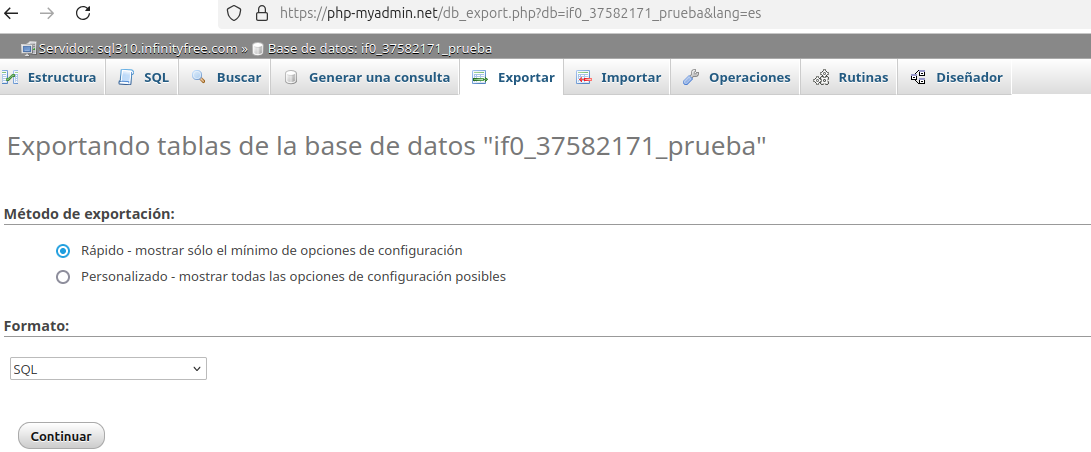 https://php-myadmin.net/db_export.php?db=if0_37582171_prueba&lang=es
Servidor: sql310.infinityfree.com » Base de datos: if0_37582171_prueba
Estructura SQL Buscar Generar una consulta Exportar Importar Operaciones Rutinas Diseñador
Exportando tablas de la base de datos "if0_37582171_prueba"
Método de exportación:
Rápido - mostrar sólo el mínimo de opciones de configuración
Personalizado - mostrar todas las opciones de configuración posibles
Formato:
SQL
Continuar